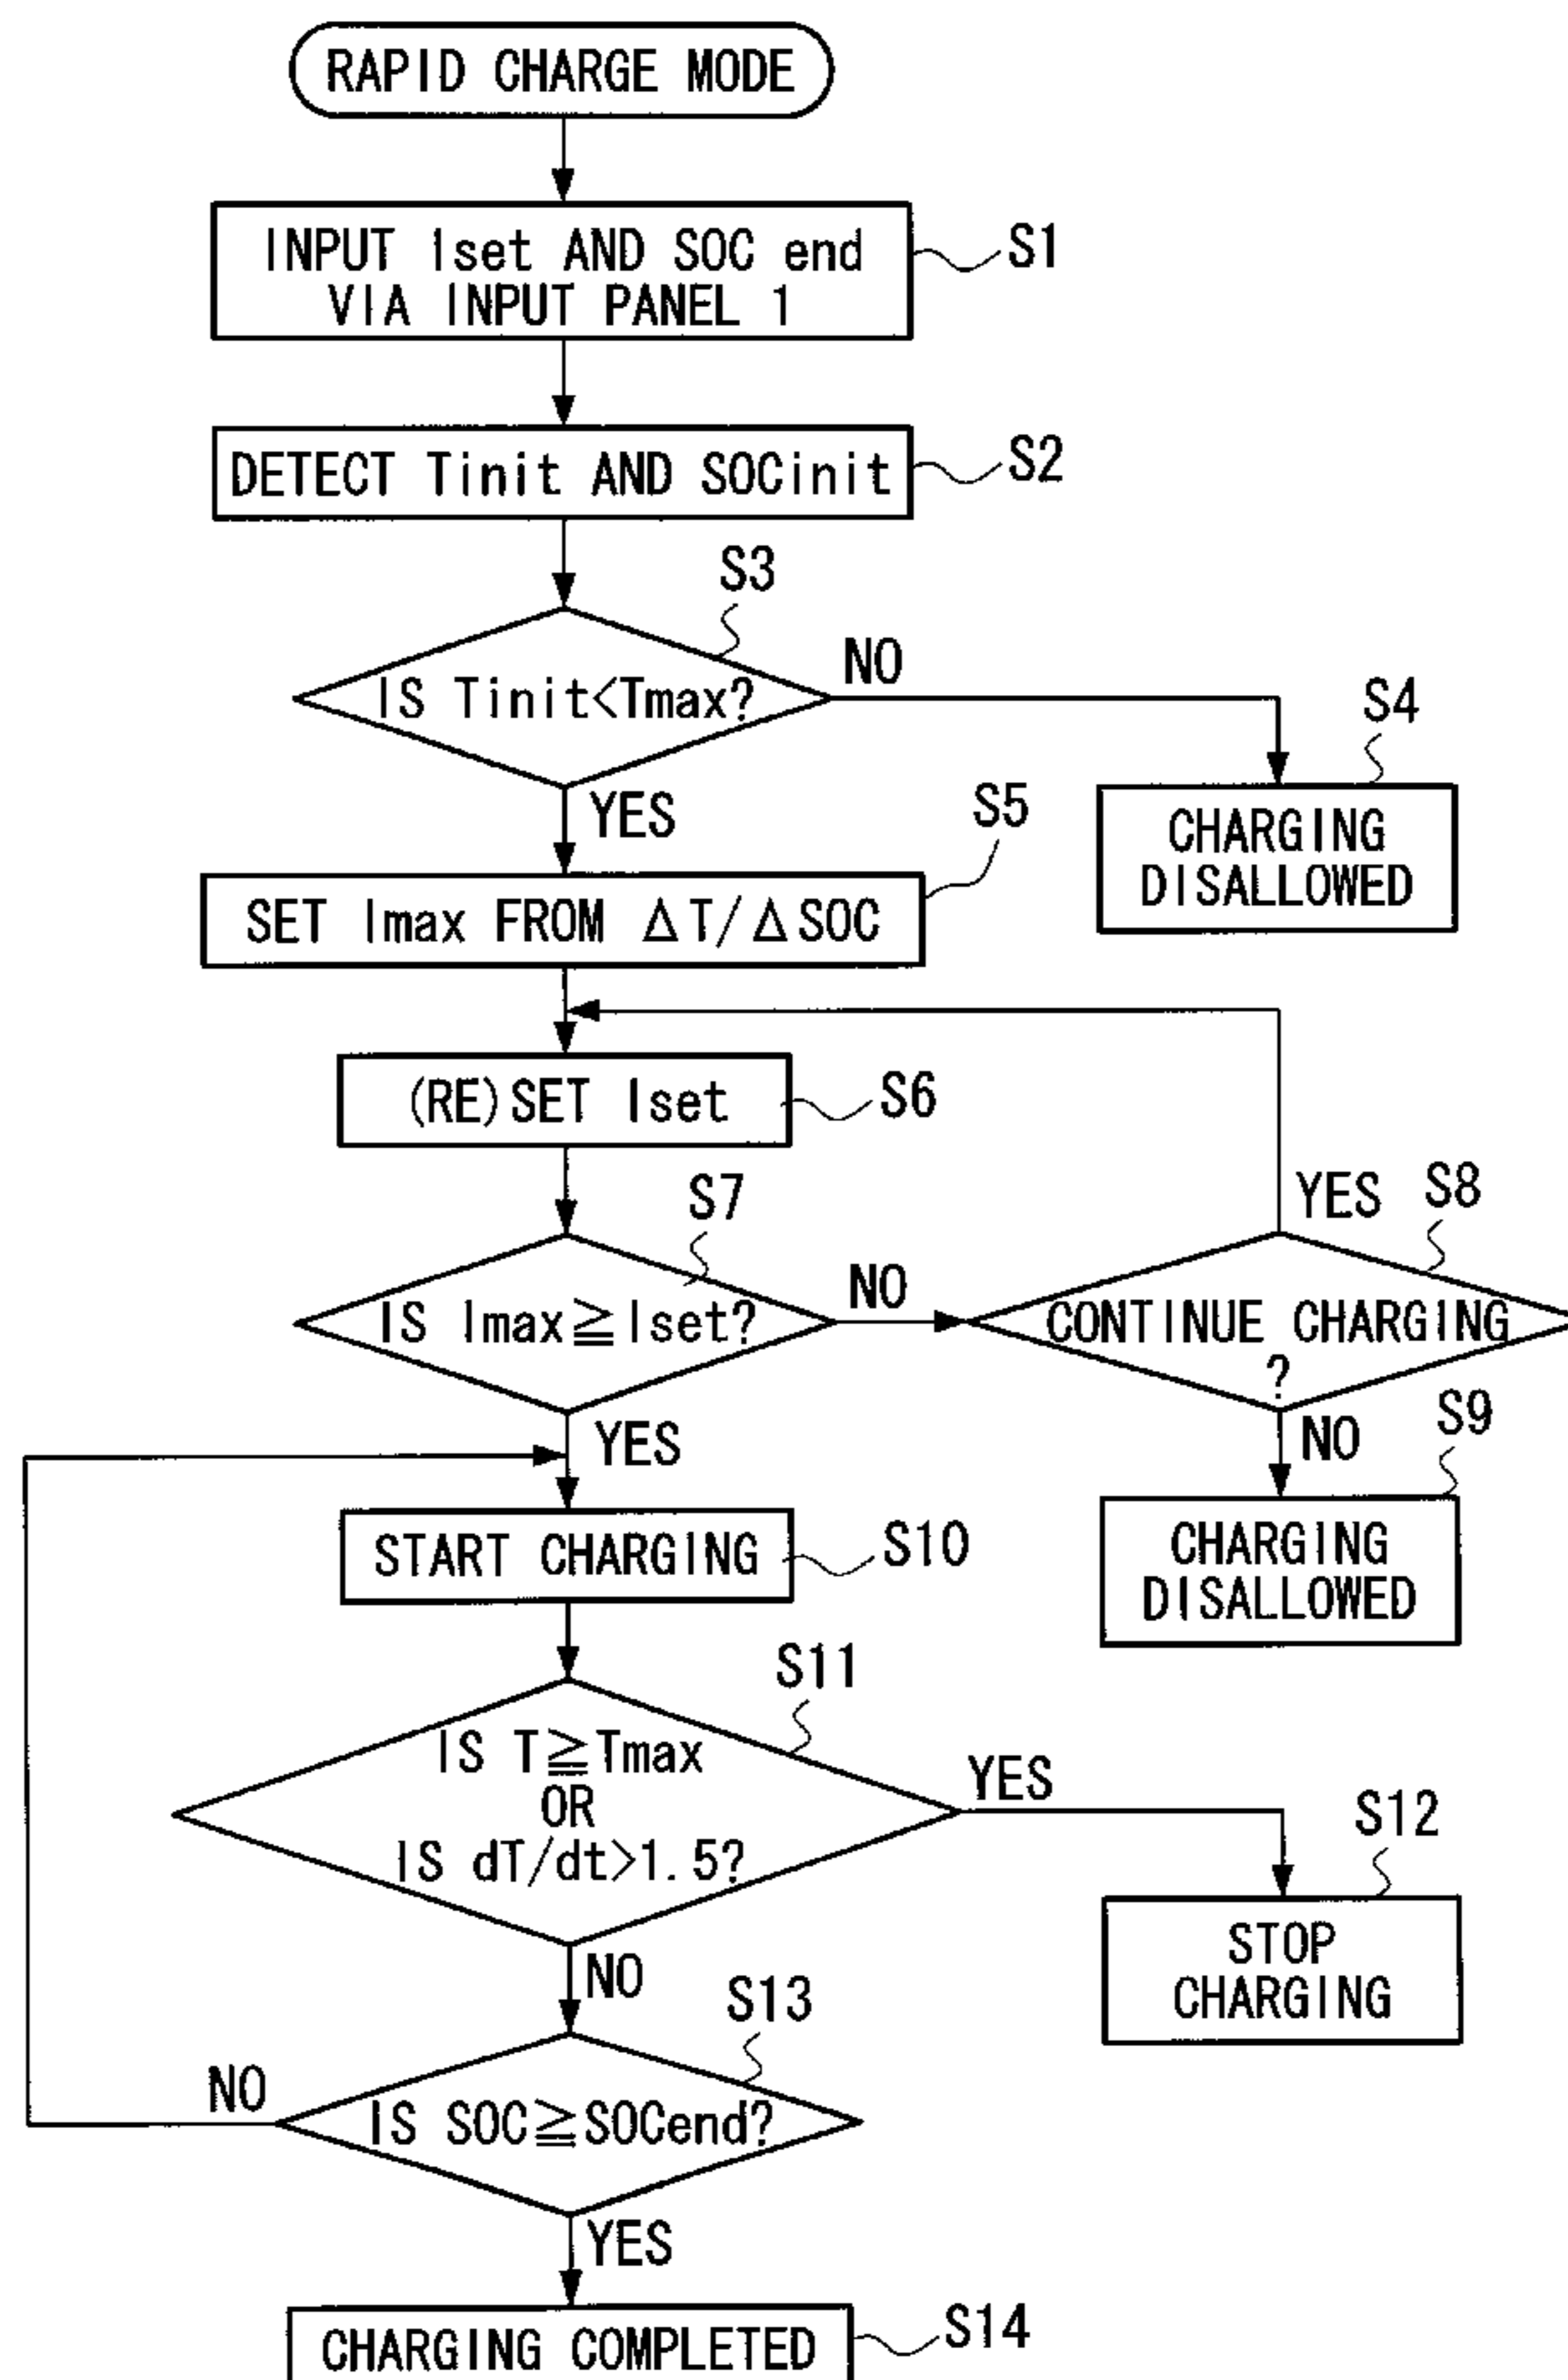 RAPID CHARGE MODE
INPUT Iset AND SOC end
VIA INPUT PANEL 1
S1
DETECT Tinit AND SOCinit
S2
S3
IS Tinit<Tmax?
NO
YES
S4
CHARGING
DISALLOWED
S5
SET Imax FROM ΔT/ΔSOC
(RE)SET Iset
S6
S7
IS Imax≧Iset?
NO
YES
S8
YES
CONTINUE CHARGING
?
NO
S9
CHARGING
DISALLOWED
START CHARGING
S10
S11
IS T≧Tmax
OR
IS dT/dt>1.5?
YES
S12
STOP
CHARGING
NO
S13
IS SOC≧SOCend?
NO
YES
CHARGING COMPLETED
S14